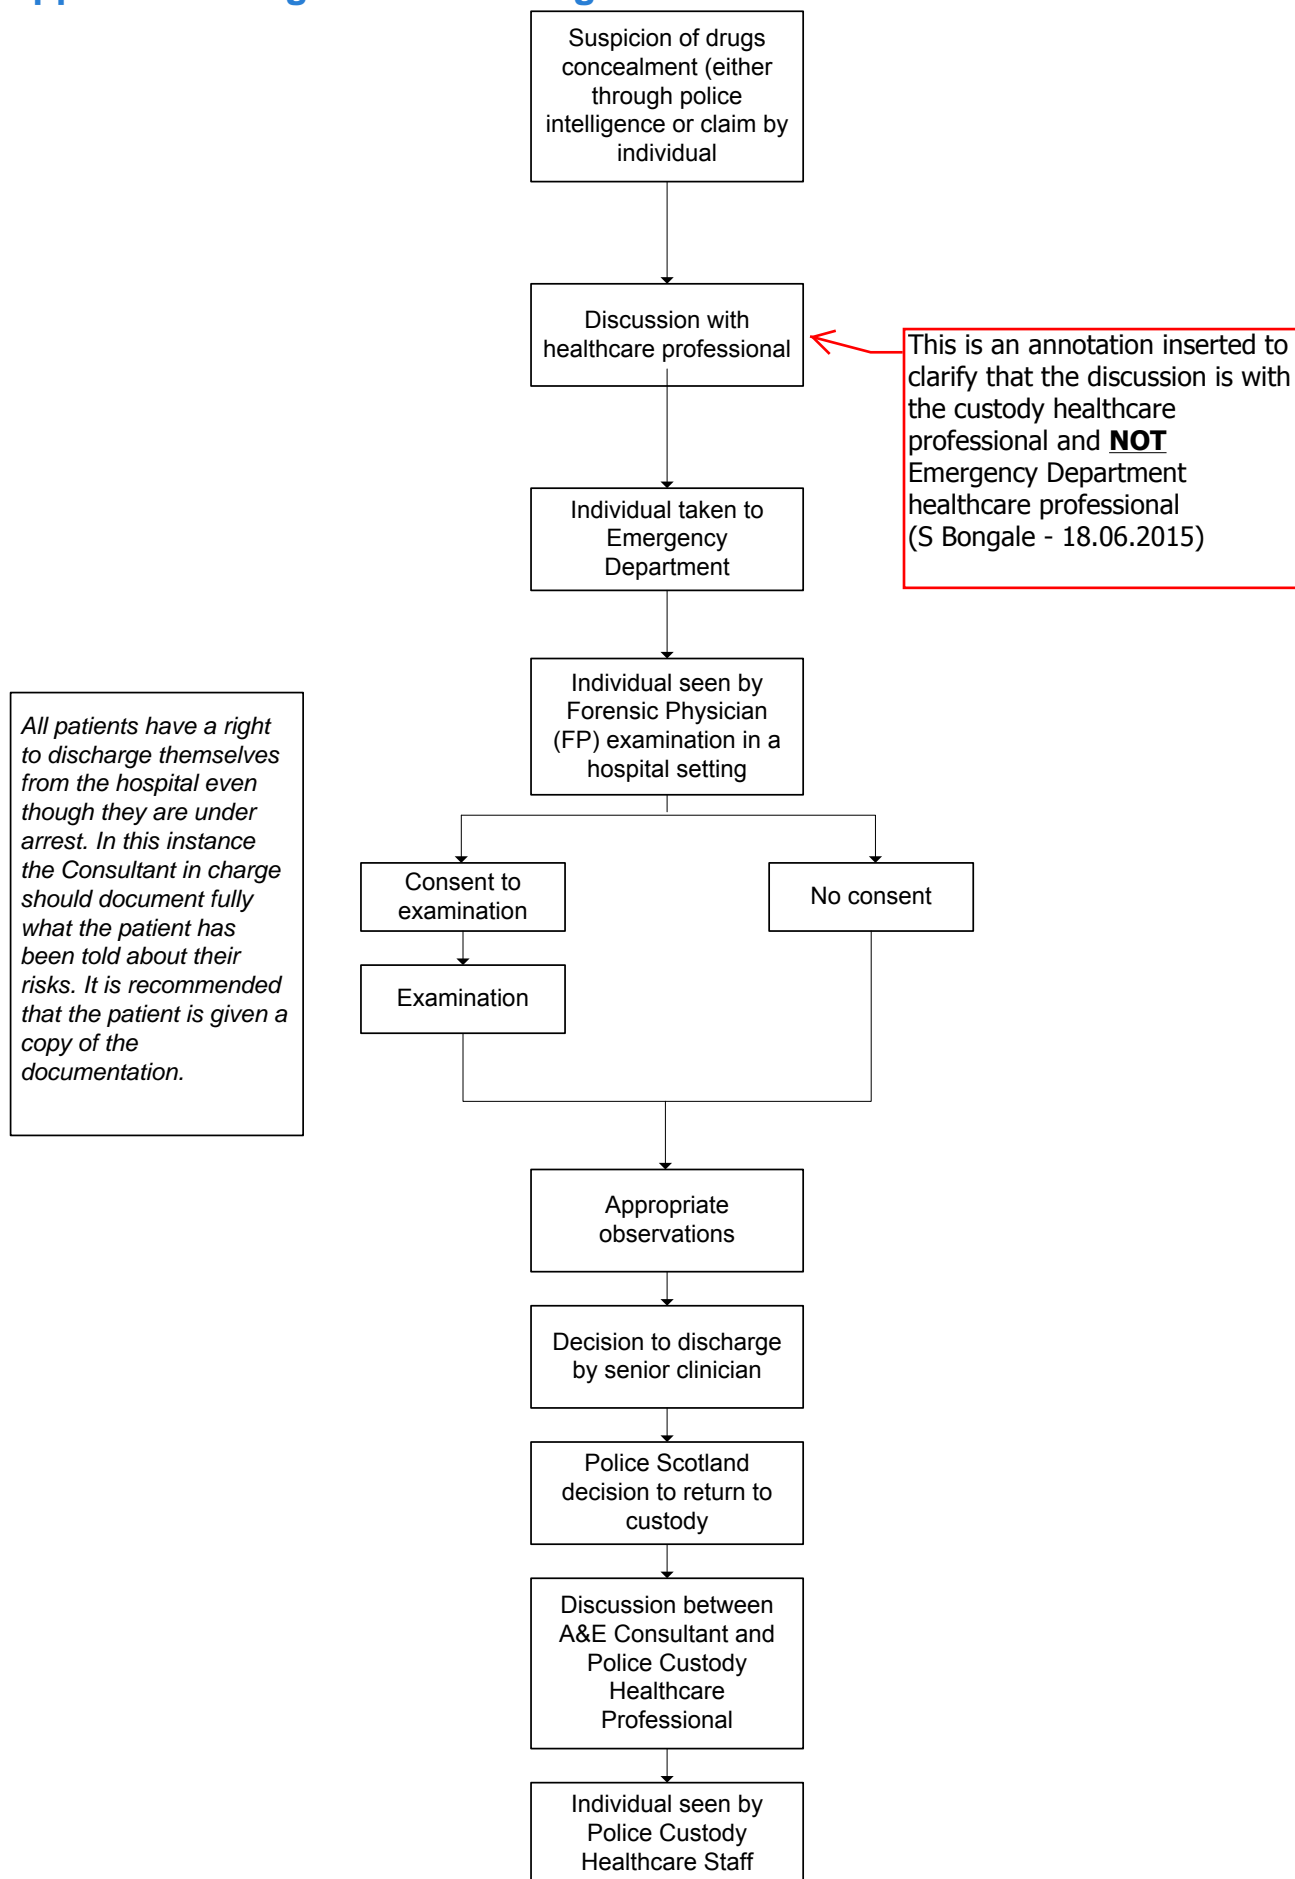 Suspicion of drugs
concealment (either
through police
intelligence or claim by
individual
Discussion with
healthcare professional
This is an annotation inserted to
clarify that the discussion is with
the custody healthcare
professional and NOT
Emergency Department
healthcare professional
(S Bongale - 18.06.2015)
Individual taken to
Emergency
Department
Individual seen by
Forensic Physician
(FP) examination in a
hospital setting
All patients have a right
to discharge themselves
from the hospital even
though they are under
arrest. In this instance
the Consultant in charge
should document fully
what the patient has
been told about their
risks. It is recommended
that the patient is given a
copy of the
documentation.
Consent to
examination
No consent
Examination
Appropriate
observations
Decision to discharge
by senior clinician
Police Scotland
decision to return to
custody
Discussion between
A&E Consultant and
Police Custody
Healthcare
Professional
Individual seen by
Police Custody
Healthcare Staff